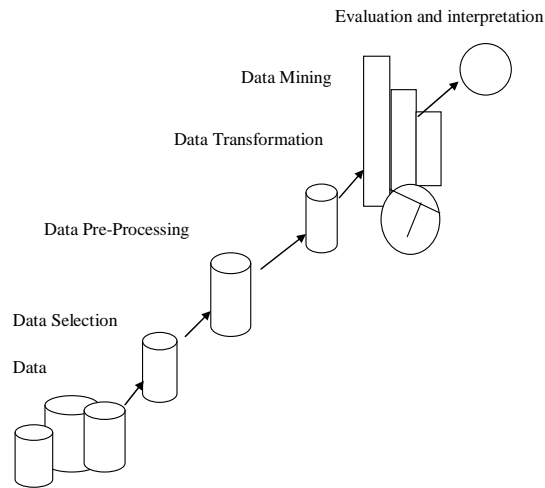 Evaluation and interpretation
Data Mining
Data Transformation
Data Pre-Processing
Data Selection
Data